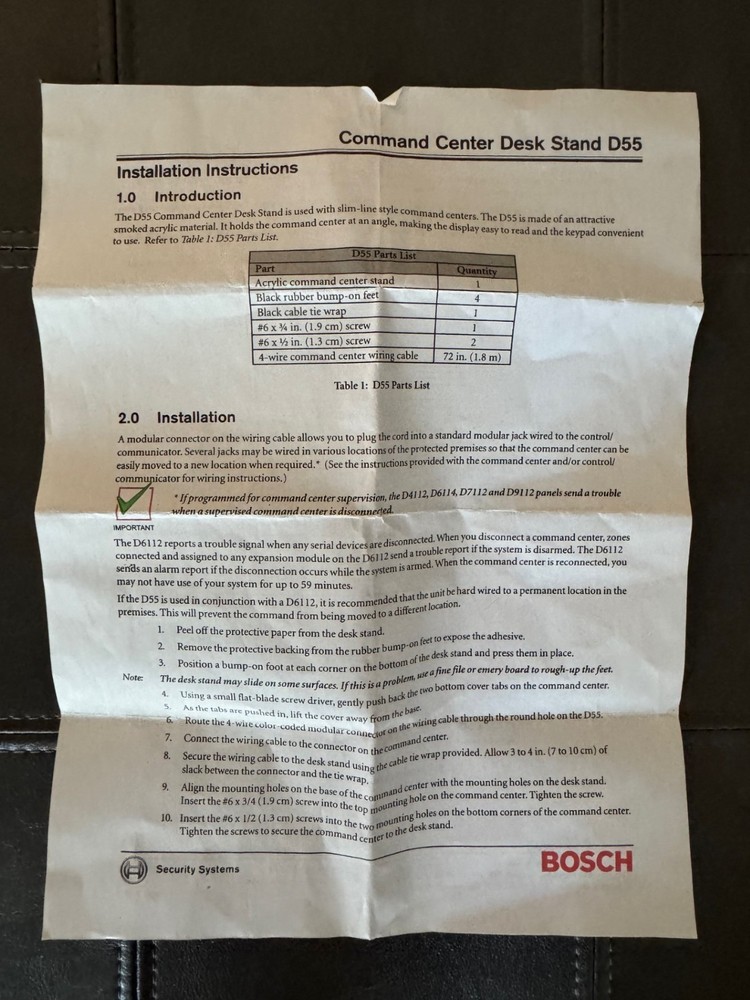 Command Center Desk Stand D55
Installation Instructions
1.0 Introduction
The D55 Command Center Desk Stand is used with slim-line style command centers. The D55 is made of an attractive
smoked acrylic material. It holds the command center at an angle, making the display easy to read and the keypad convenient
to use. Refer to Table 1: D55 Parts List.
D55 Parts List
Part Quantity
Acrylic command center stand 1
Black rubber bump-on feet 4
Black cable tie wrap 1
#6 x ¾ in. (1.9 cm) screw 1
#6 x ½ in. (1.3 cm) screw 2
4-wire command center wiring cable 72 in. (1.8 m)
Table 1: D55 Parts List
2.0 Installation
A modular connector on the wiring cable allows you to plug the cord into a standard modular jack wired to the control/
communicator. Several jacks may be wired in various locations of the protected premises so that the command center can be
easily moved to a new location when required.* (See the instructions provided with the command center and/or control/
communicator for wiring instructions.)
IMPORTANT
* If programmed for command center supervision, the D4112, D6114, D7112 and D9112 panels send a trouble
when a supervised command center is disconnected.
The D6112 reports a trouble signal when any serial devices are disconnected. When you disconnect a command center, zones
connected and assigned to any expansion module on the D6112 send a trouble report if the system is disarmed. The D6112
sends an alarm report if the disconnection occurs while the system is armed. When the command center is reconnected, you
may not have use of your system for up to 59 minutes.
If the D55 is used in conjunction with a D6112, it is recommended that the unit be hard wired to a permanent location in the
premises. This will prevent the command from being moved to a different location.
1. Peel off the protective paper from the desk stand.
2. Remove the protective backing from the rubber bump-on feet to expose the adhesive.
3. Position a bump-on foot at each corner on the bottom of the desk stand and press them in place.
Note: The desk stand may slide on some surfaces. If this is a problem, use a fine file or emery board to rough-up the feet.
4. Using a small flat-blade screw driver, gently push back the two bottom cover tabs on the command center.
5. As the tabs are pushed in, lift the cover away from the base.
6. Route the 4-wire color-coded modular connector on the wiring cable through the round hole on the D55.
7. Connect the wiring cable to the connector on the command center.
8. Secure the wiring cable to the desk stand using the cable tie wrap provided. Allow 3 to 4 in. (7 to 10 cm) of
slack between the connector and the tie wrap.
9. Align the mounting holes on the base of the command center with the mounting holes on the desk stand.
Insert the #6 x 3/4 (1.9 cm) screw into the top mounting hole on the command center. Tighten the screw.
10. Insert the #6 x 1/2 (1.3 cm) screws into the two mounting holes on the bottom corners of the command center.
Tighten the screws to secure the command center to the desk stand.
Security Systems
BOSCH